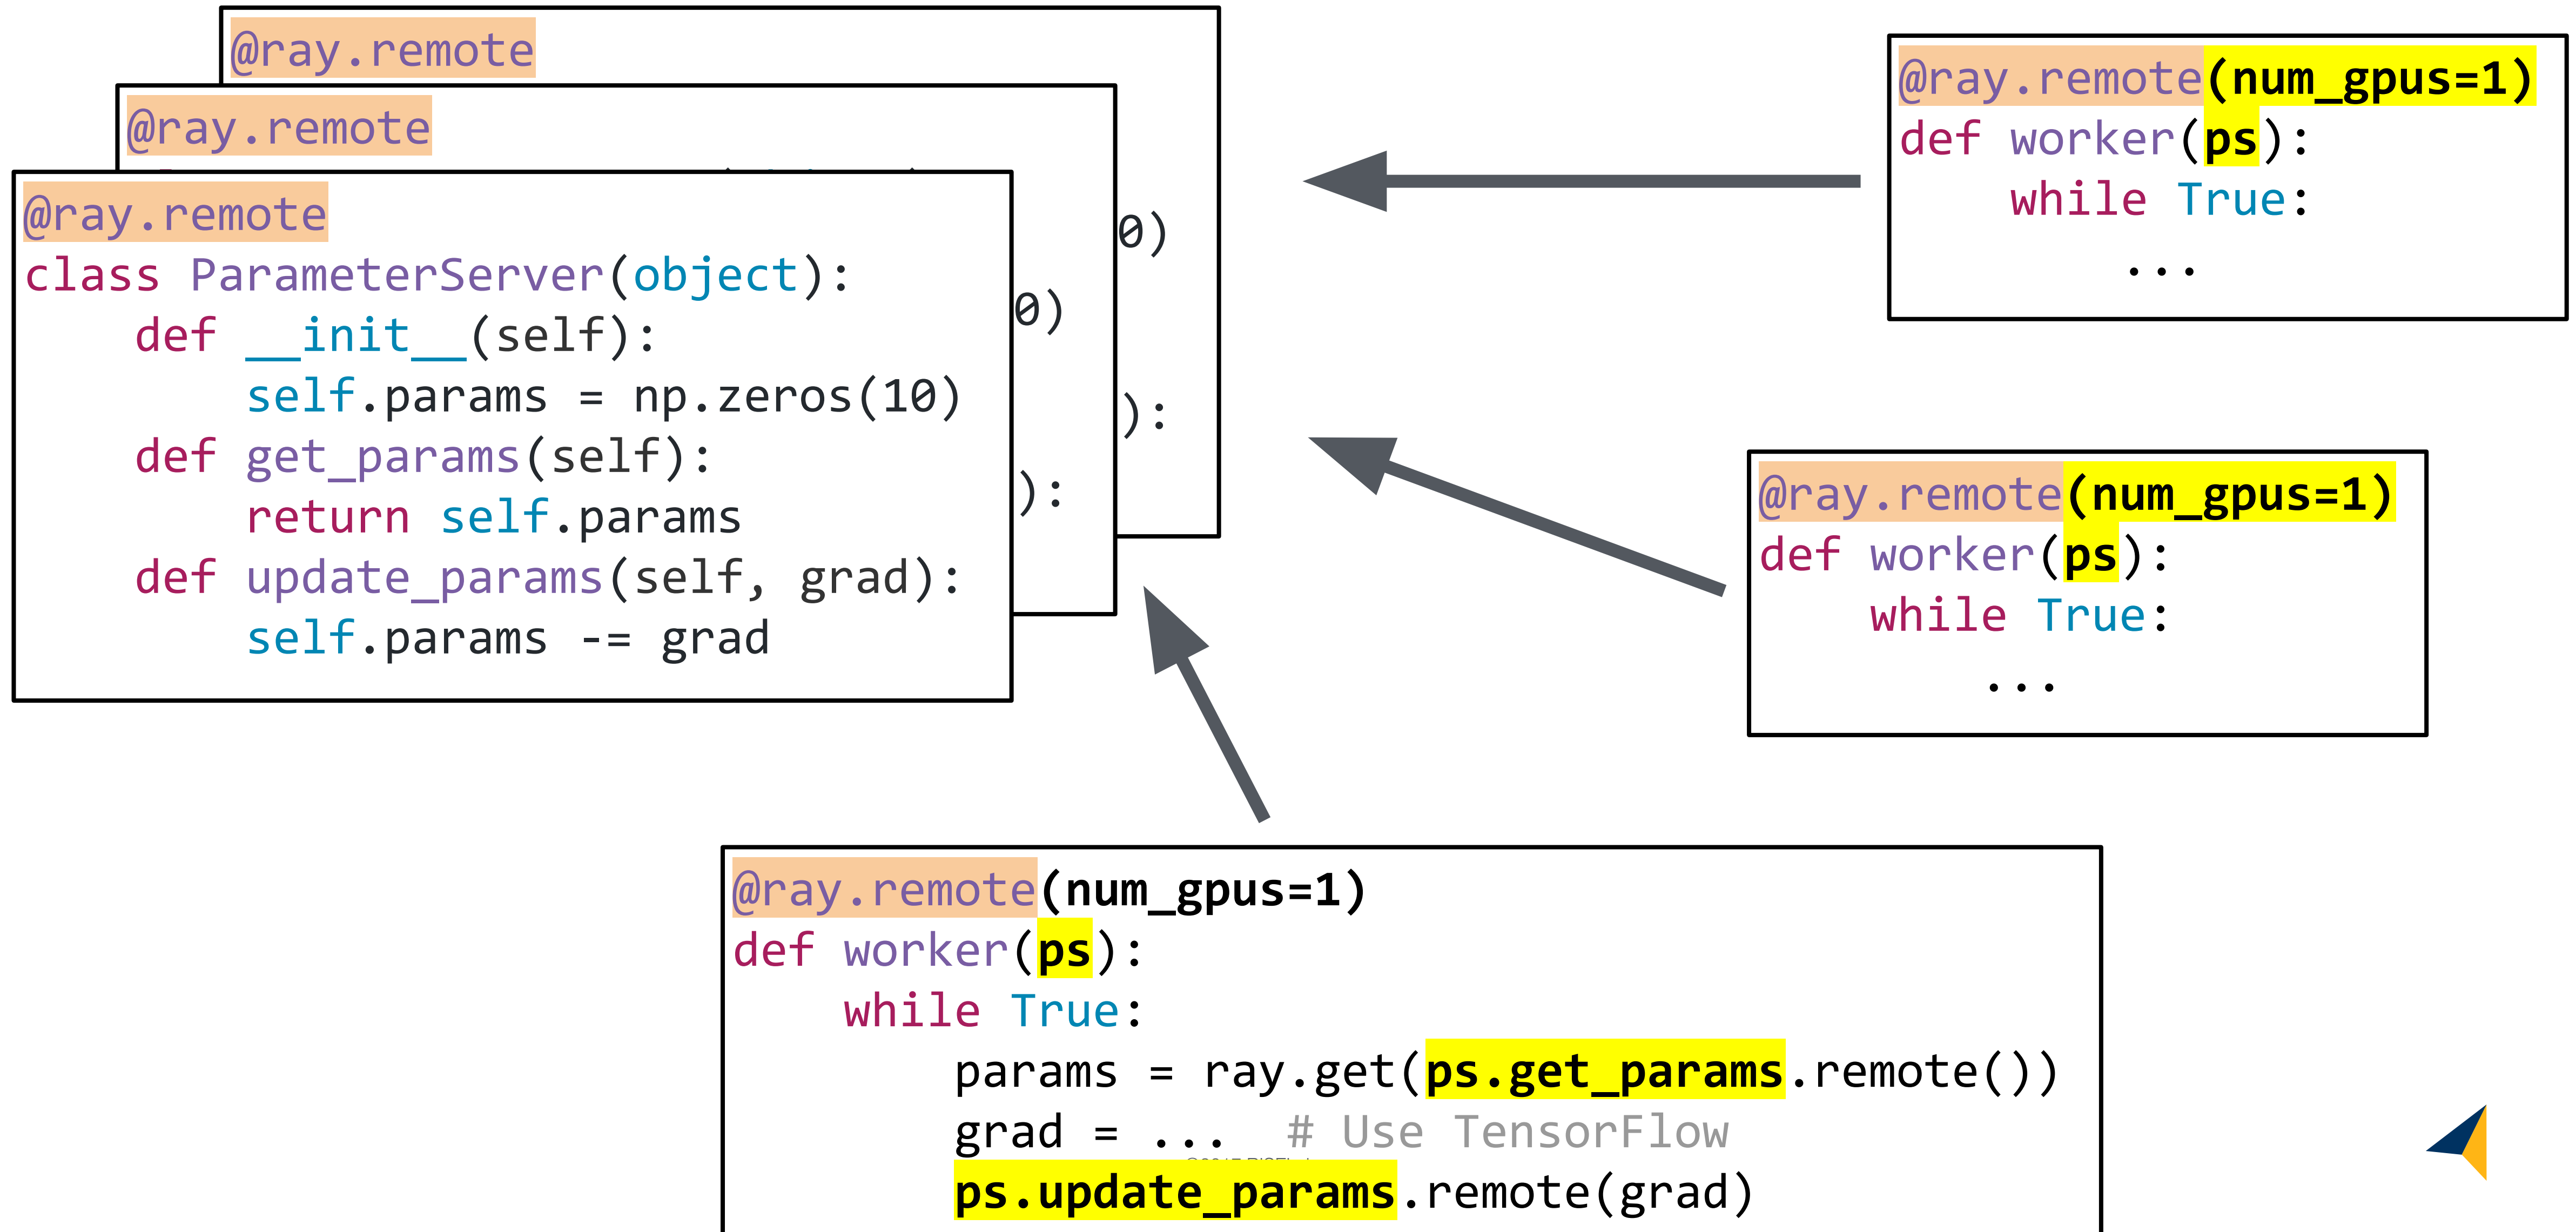 @ray.remote
@ray.remote
@ray.remote
class ParameterServer(object):
    def __init__(self):
        self.params = np.zeros(10)
    def get_params(self):
        return self.params
    def update_params(self, grad):
        self.params -= grad
0)
0)
):
):
@ray.remote(num_gpus=1)
def worker(ps):
    while True:
        ...
@ray.remote(num_gpus=1)
def worker(ps):
    while True:
        ...
@ray.remote(num_gpus=1)
def worker(ps):
    while True:
        params = ray.get(ps.get_params.remote())
        grad = ...  # Use TensorFlow
        ps.update_params.remote(grad)